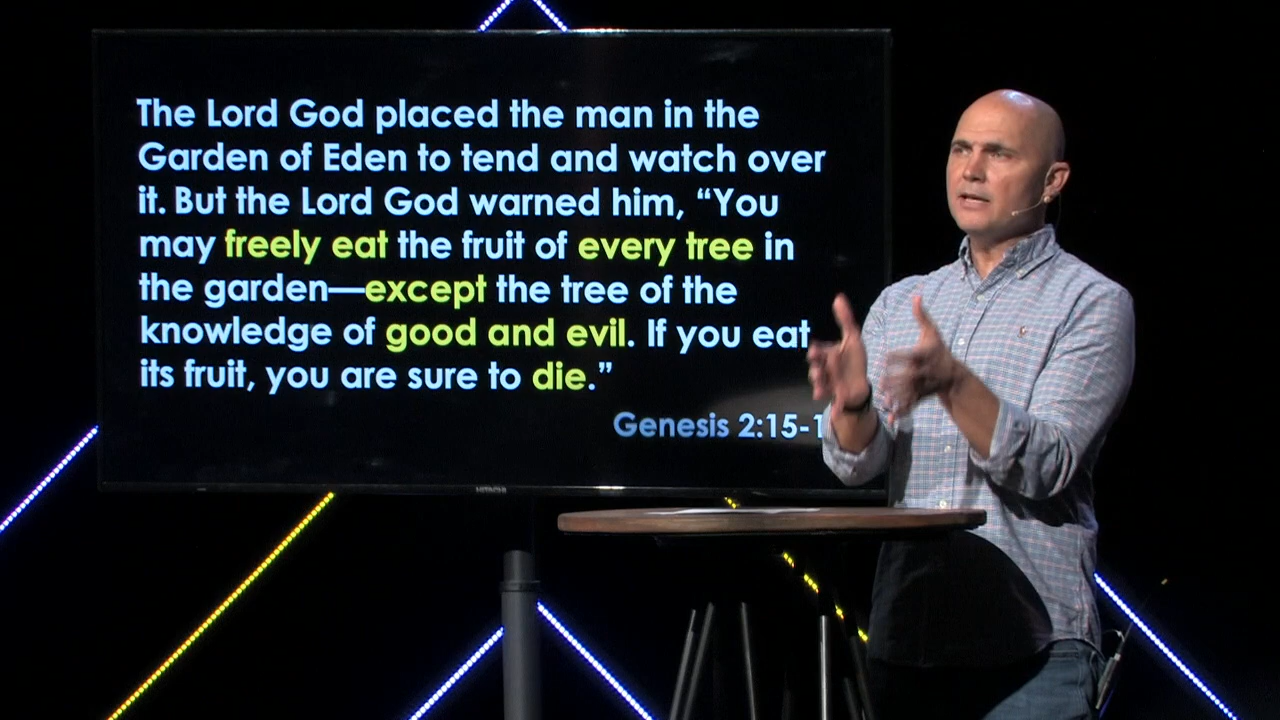 The Lord God placed the man in the
Garden of Eden to tend and watch over
it. But the Lord God warned him, “You
may freely eat the fruit of every tree in
the garden—except the tree of the
knowledge of good and evil. If you eat
its fruit, you are sure to die.”
Genesis 2:15-1
HITACHI